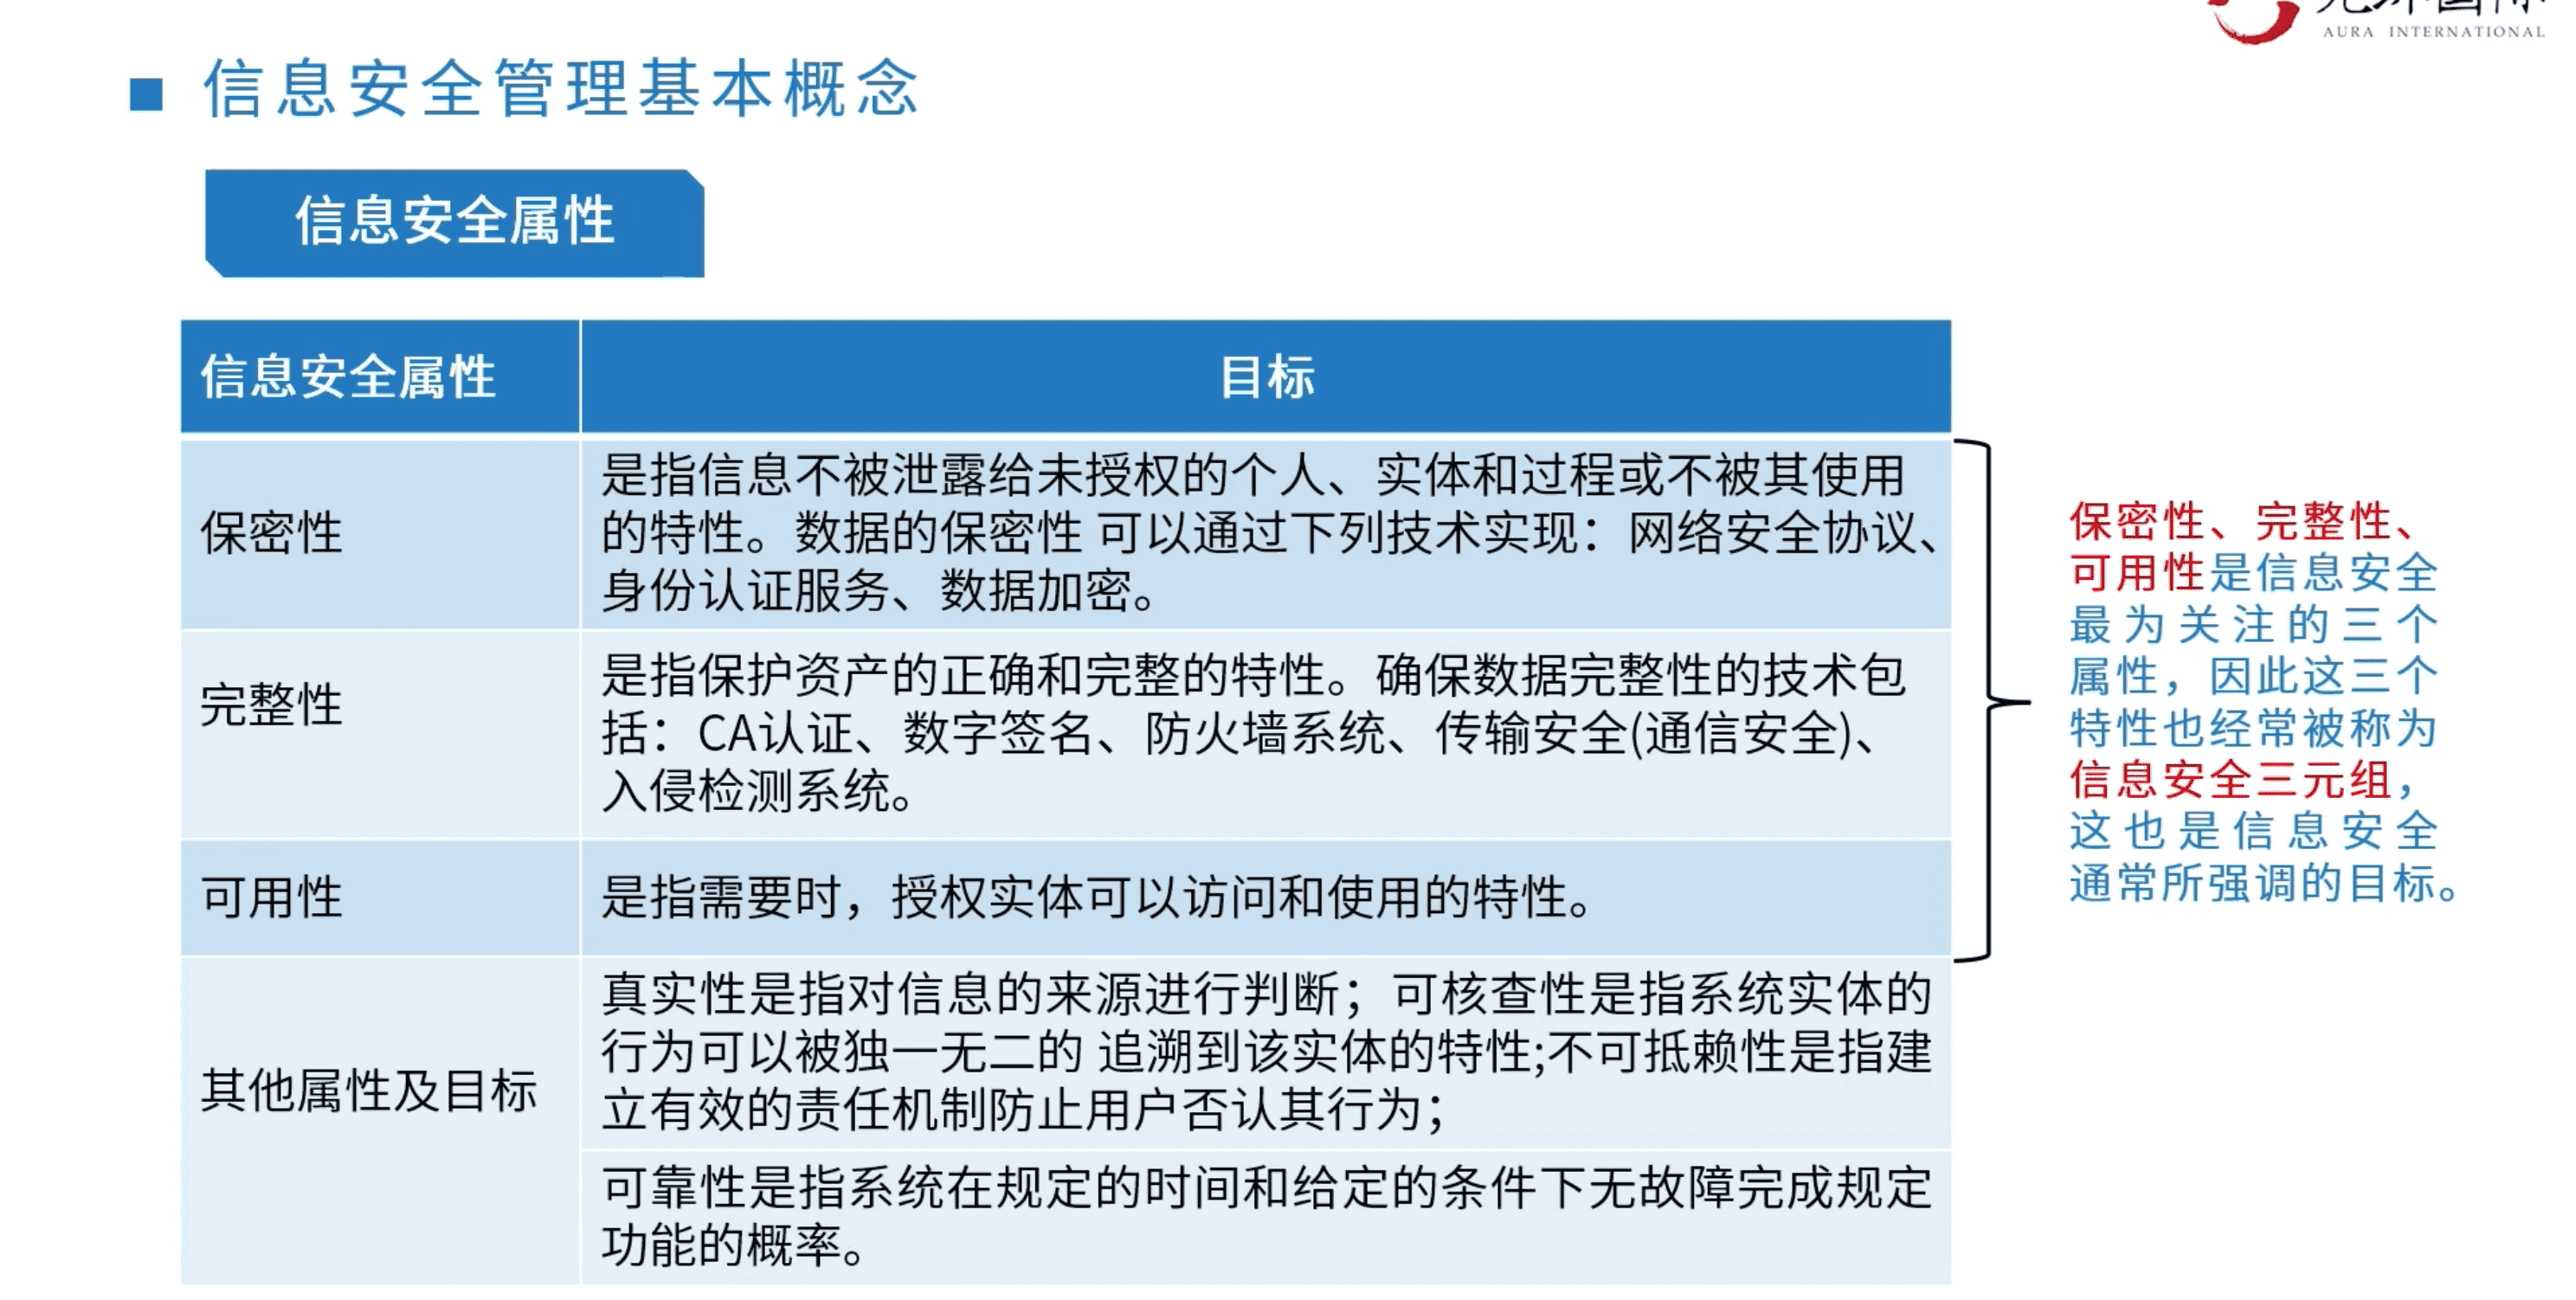 AURA INTERNATIONAL
信息安全管理基本概念
信息安全属性
信息安全属性
目标
保密性
是指信息不被泄露给未授权的个人、实体和过程或不被其使用
的特性。数据的保密性 可以通过下列技术实现：网络安全协议、
身份认证服务、数据加密。
完整性
是指保护资产的正确和完整的特性。确保数据完整性的技术包
括：CA认证、数字签名、防火墙系统、传输安全(通信安全)、
入侵检测系统。
可用性
是指需要时，授权实体可以访问和使用的特性。
其他属性及目标
真实性是指对信息的来源进行判断；可核查性是指系统实体的
行为可以被独一无二的 追溯到该实体的特性;不可抵赖性是指建
立有效的责任机制防止用户否认其行为；
可靠性是指系统在规定的时间和给定的条件下无故障完成规定
功能的概率。
保密性、完整性、
可用性是信息安全
最为关注的三个
属性，因此这三个
特性也经常被称为
信息安全三元组，
这也是信息安全
通常所强调的目标。